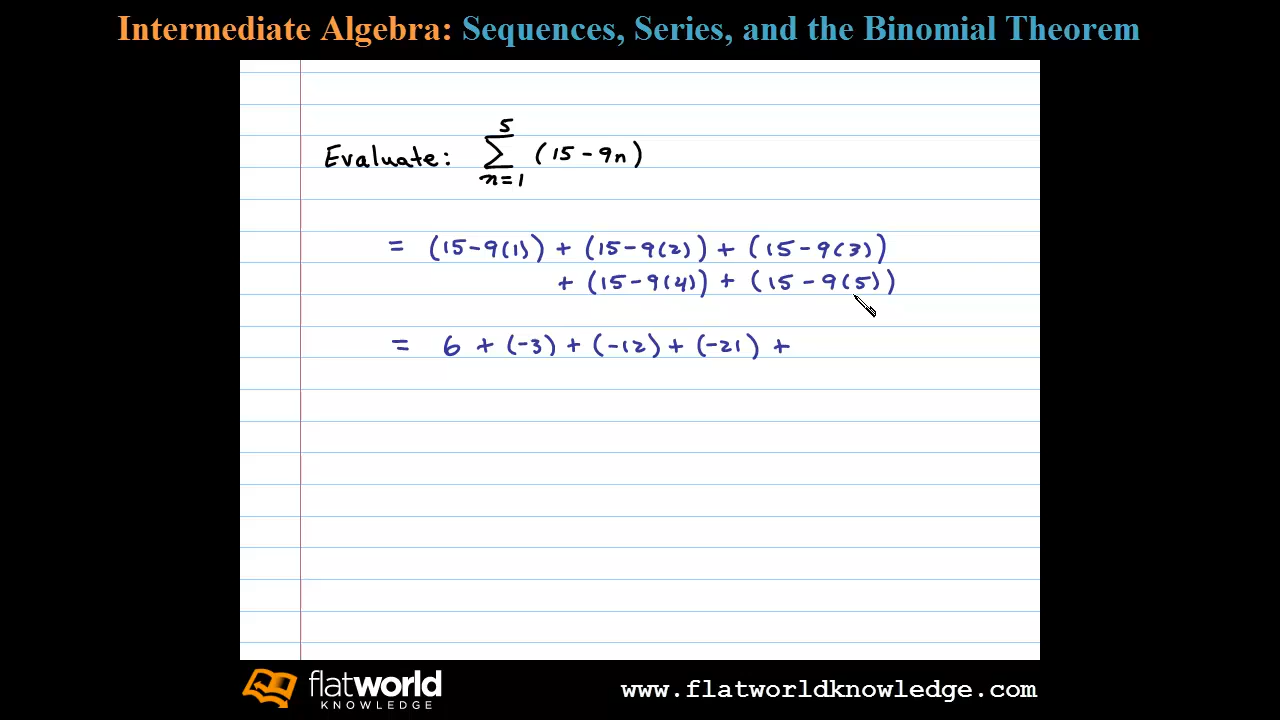 Intermediate Algebra: Sequences, Series, and the Binomial Theorem
5
Evaluate: ∑ (15 - 9n)
n=1
= (15-9(1)) + (15-9(2)) + (15-9(3))
+ (15-9(4)) + (15-9(5))
= 6 + (-3) + (-12) + (-21) +
flatworld
KNOWLEDGE
www.flatworldknowledge.com